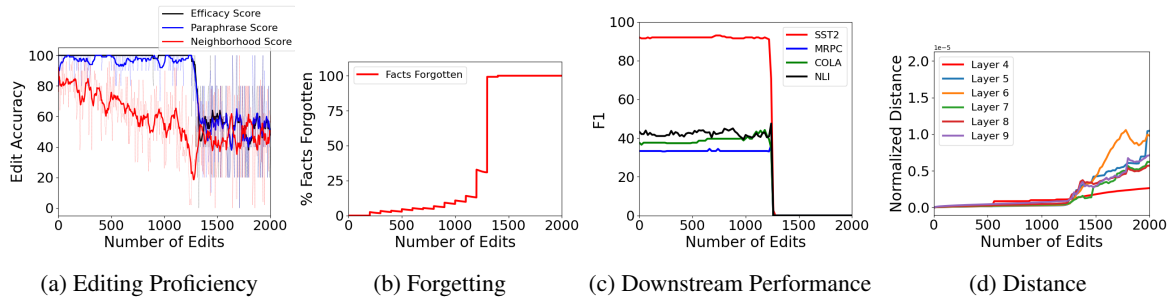 Efficacy Score
Paraphrase Score
Neighborhood Score
100
80
60
40
20
0
Edit Accuracy
0 500 1000 1500 2000
Number of Edits
(a) Editing Proficiency
Facts Forgotten
100
80
60
40
20
0
% Facts Forgotten
0 500 1000 1500 2000
Number of Edits
(b) Forgetting
SST2
MRPC
COLA
NLI
100
80
60
40
20
0
F1
0 500 1000 1500 2000
Number of Edits
(c) Downstream Performance
1e-5
Layer 4
Layer 5
Layer 6
Layer 7
Layer 8
Layer 9
2.0
1.5
1.0
0.5
0.0
Normalized Distance
0 500 1000 1500 2000
Number of Edits
(d) Distance